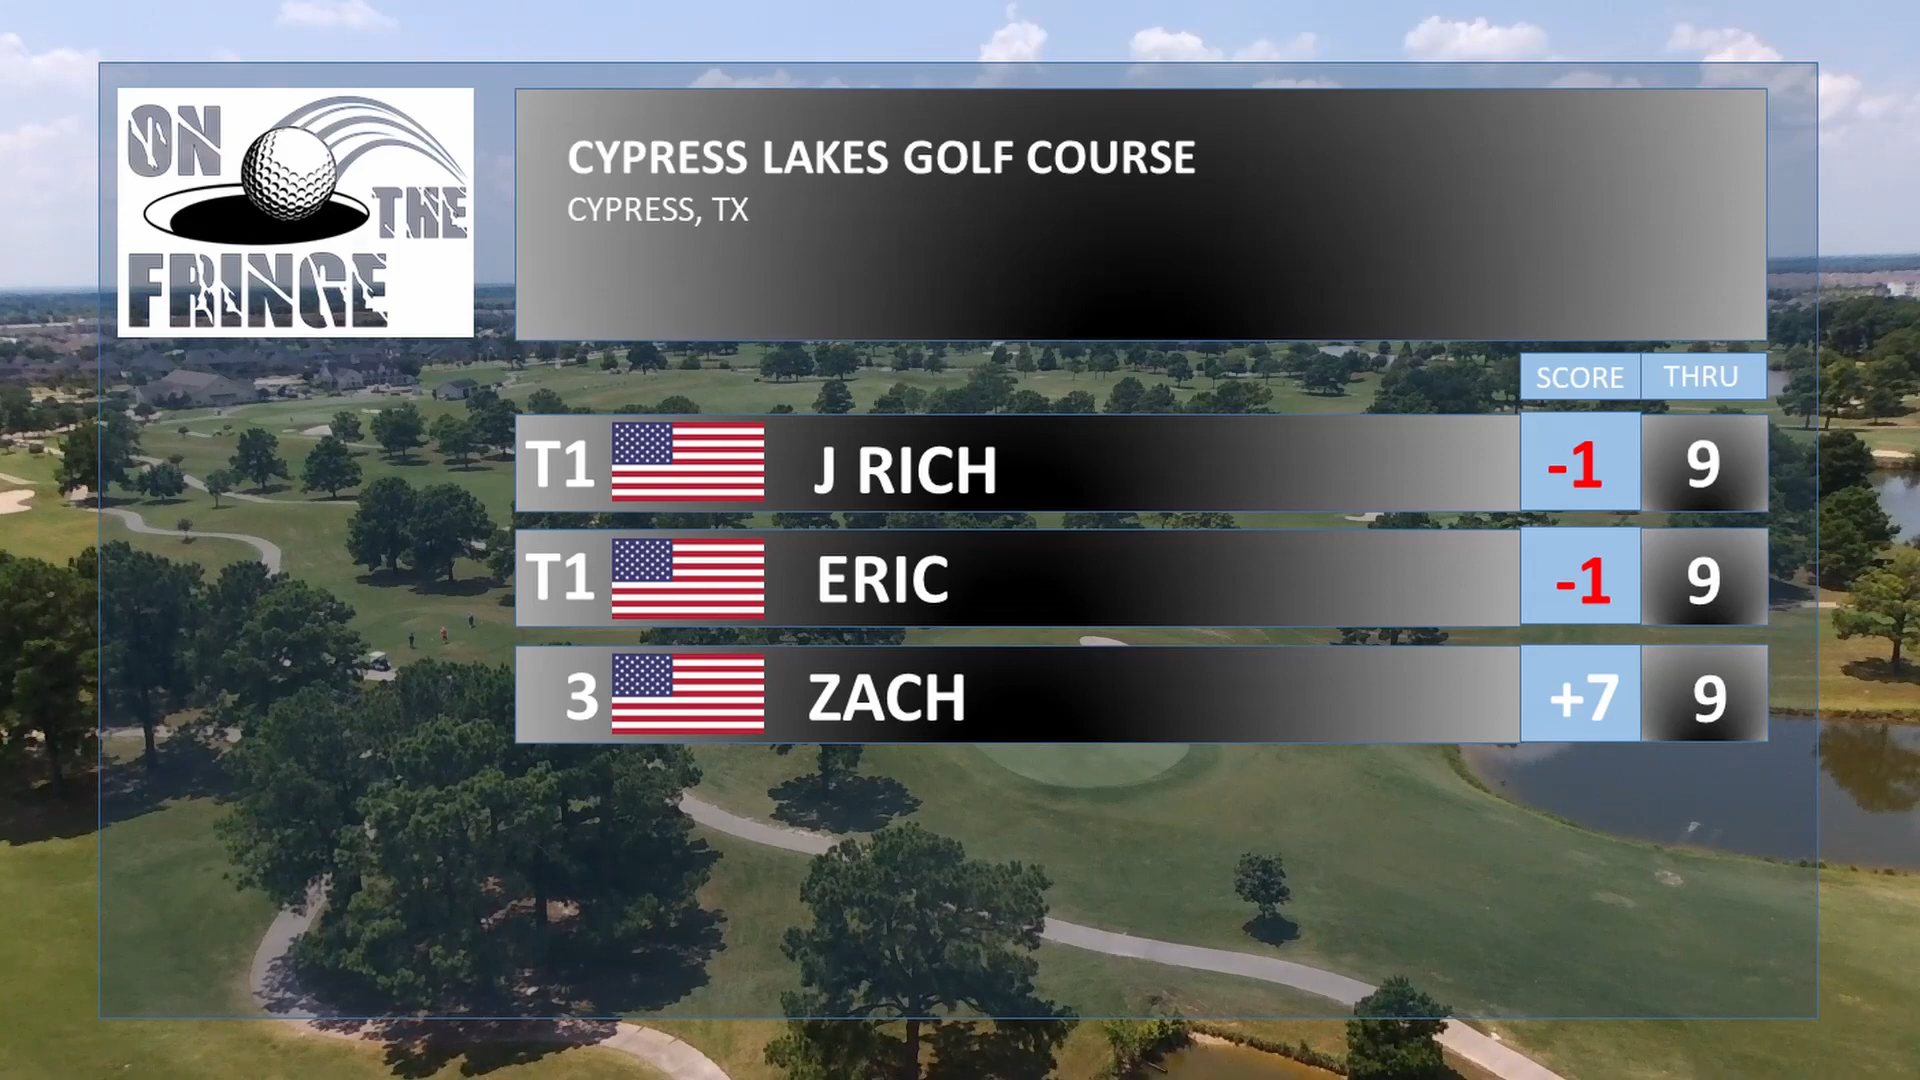 ON
THE
FRINGE
CYPRESS LAKES GOLF COURSE
CYPRESS, TX
SCORE THRU
T1 J RICH -1 9
T1 ERIC -1 9
3 ZACH +7 9